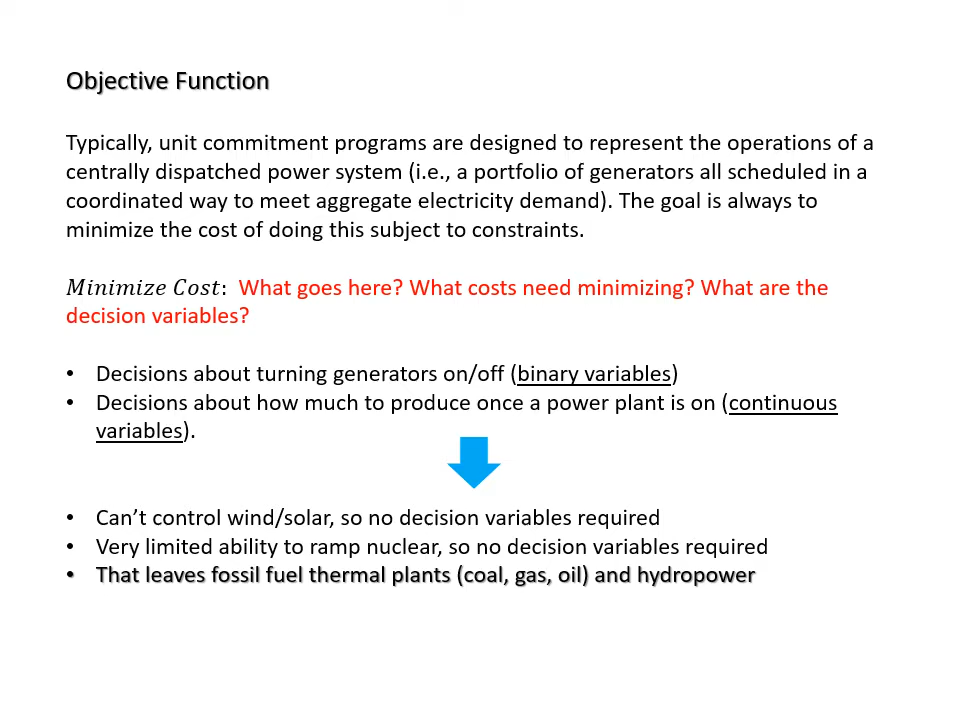 Objective Function
Typically, unit commitment programs are designed to represent the operations of a
centrally dispatched power system (i.e., a portfolio of generators all scheduled in a
coordinated way to meet aggregate electricity demand). The goal is always to
minimize the cost of doing this subject to constraints.
Minimize Cost: What goes here? What costs need minimizing? What are the
decision variables?
• Decisions about turning generators on/off (binary variables)
• Decisions about how much to produce once a power plant is on (continuous
variables).
• Can’t control wind/solar, so no decision variables required
• Very limited ability to ramp nuclear, so no decision variables required
• That leaves fossil fuel thermal plants (coal, gas, oil) and hydropower